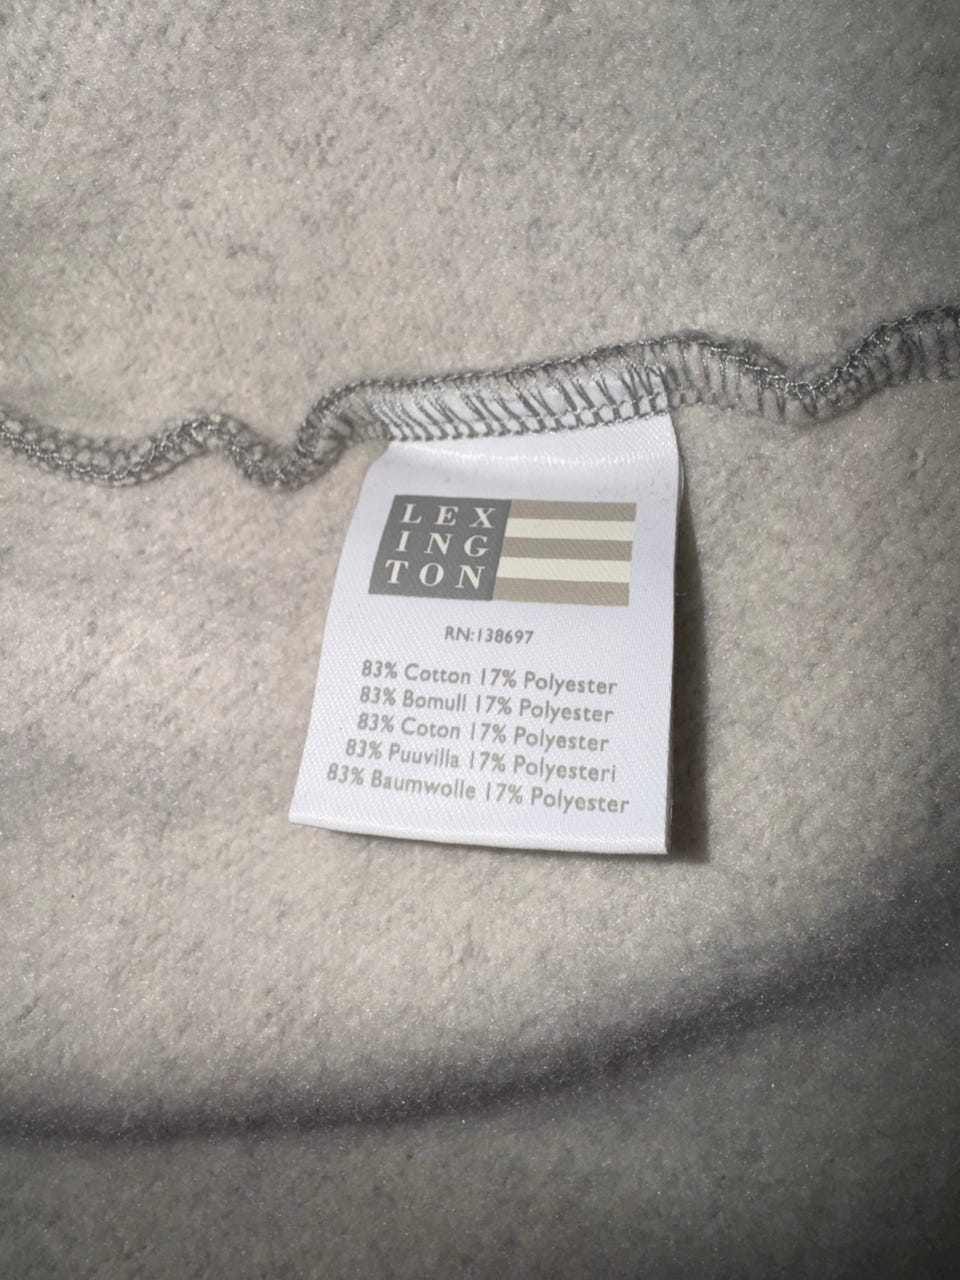 LEX
ING
TON
RN:138697
83% Cotton 17% Polyester
83% Bomull 17% Polyester
83% Coton 17% Polyester
83% Puuvilla 17% Polyesteri
83% Baumwolle 17% Polyester